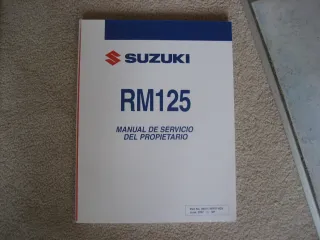 SUZUKI
RM125
MANUAL DE SERVICIO
DEL PROPIETARIO